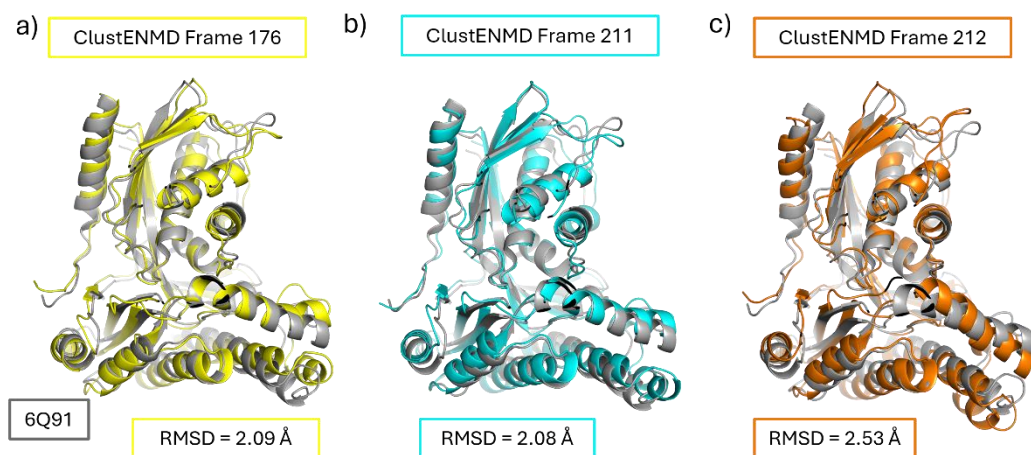 a)
ClustENMD Frame 176
b)
ClustENMD Frame 211
c)
ClustENMD Frame 212
6Q91
RMSD = 2.09 Å
RMSD = 2.08 Å
RMSD = 2.53 Å